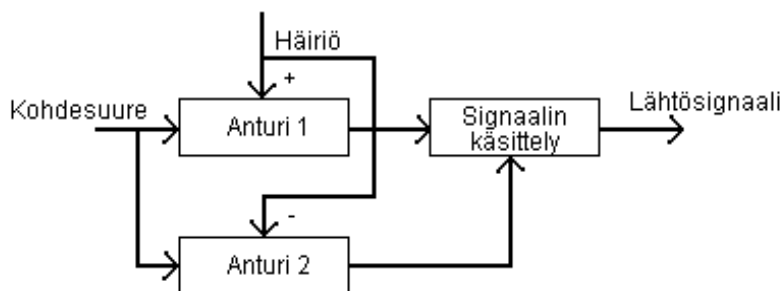 Häiriö
+
Kohdesuure
Anturi 1
Signaalin
käsittely
Lähtösignaali
-
Anturi 2